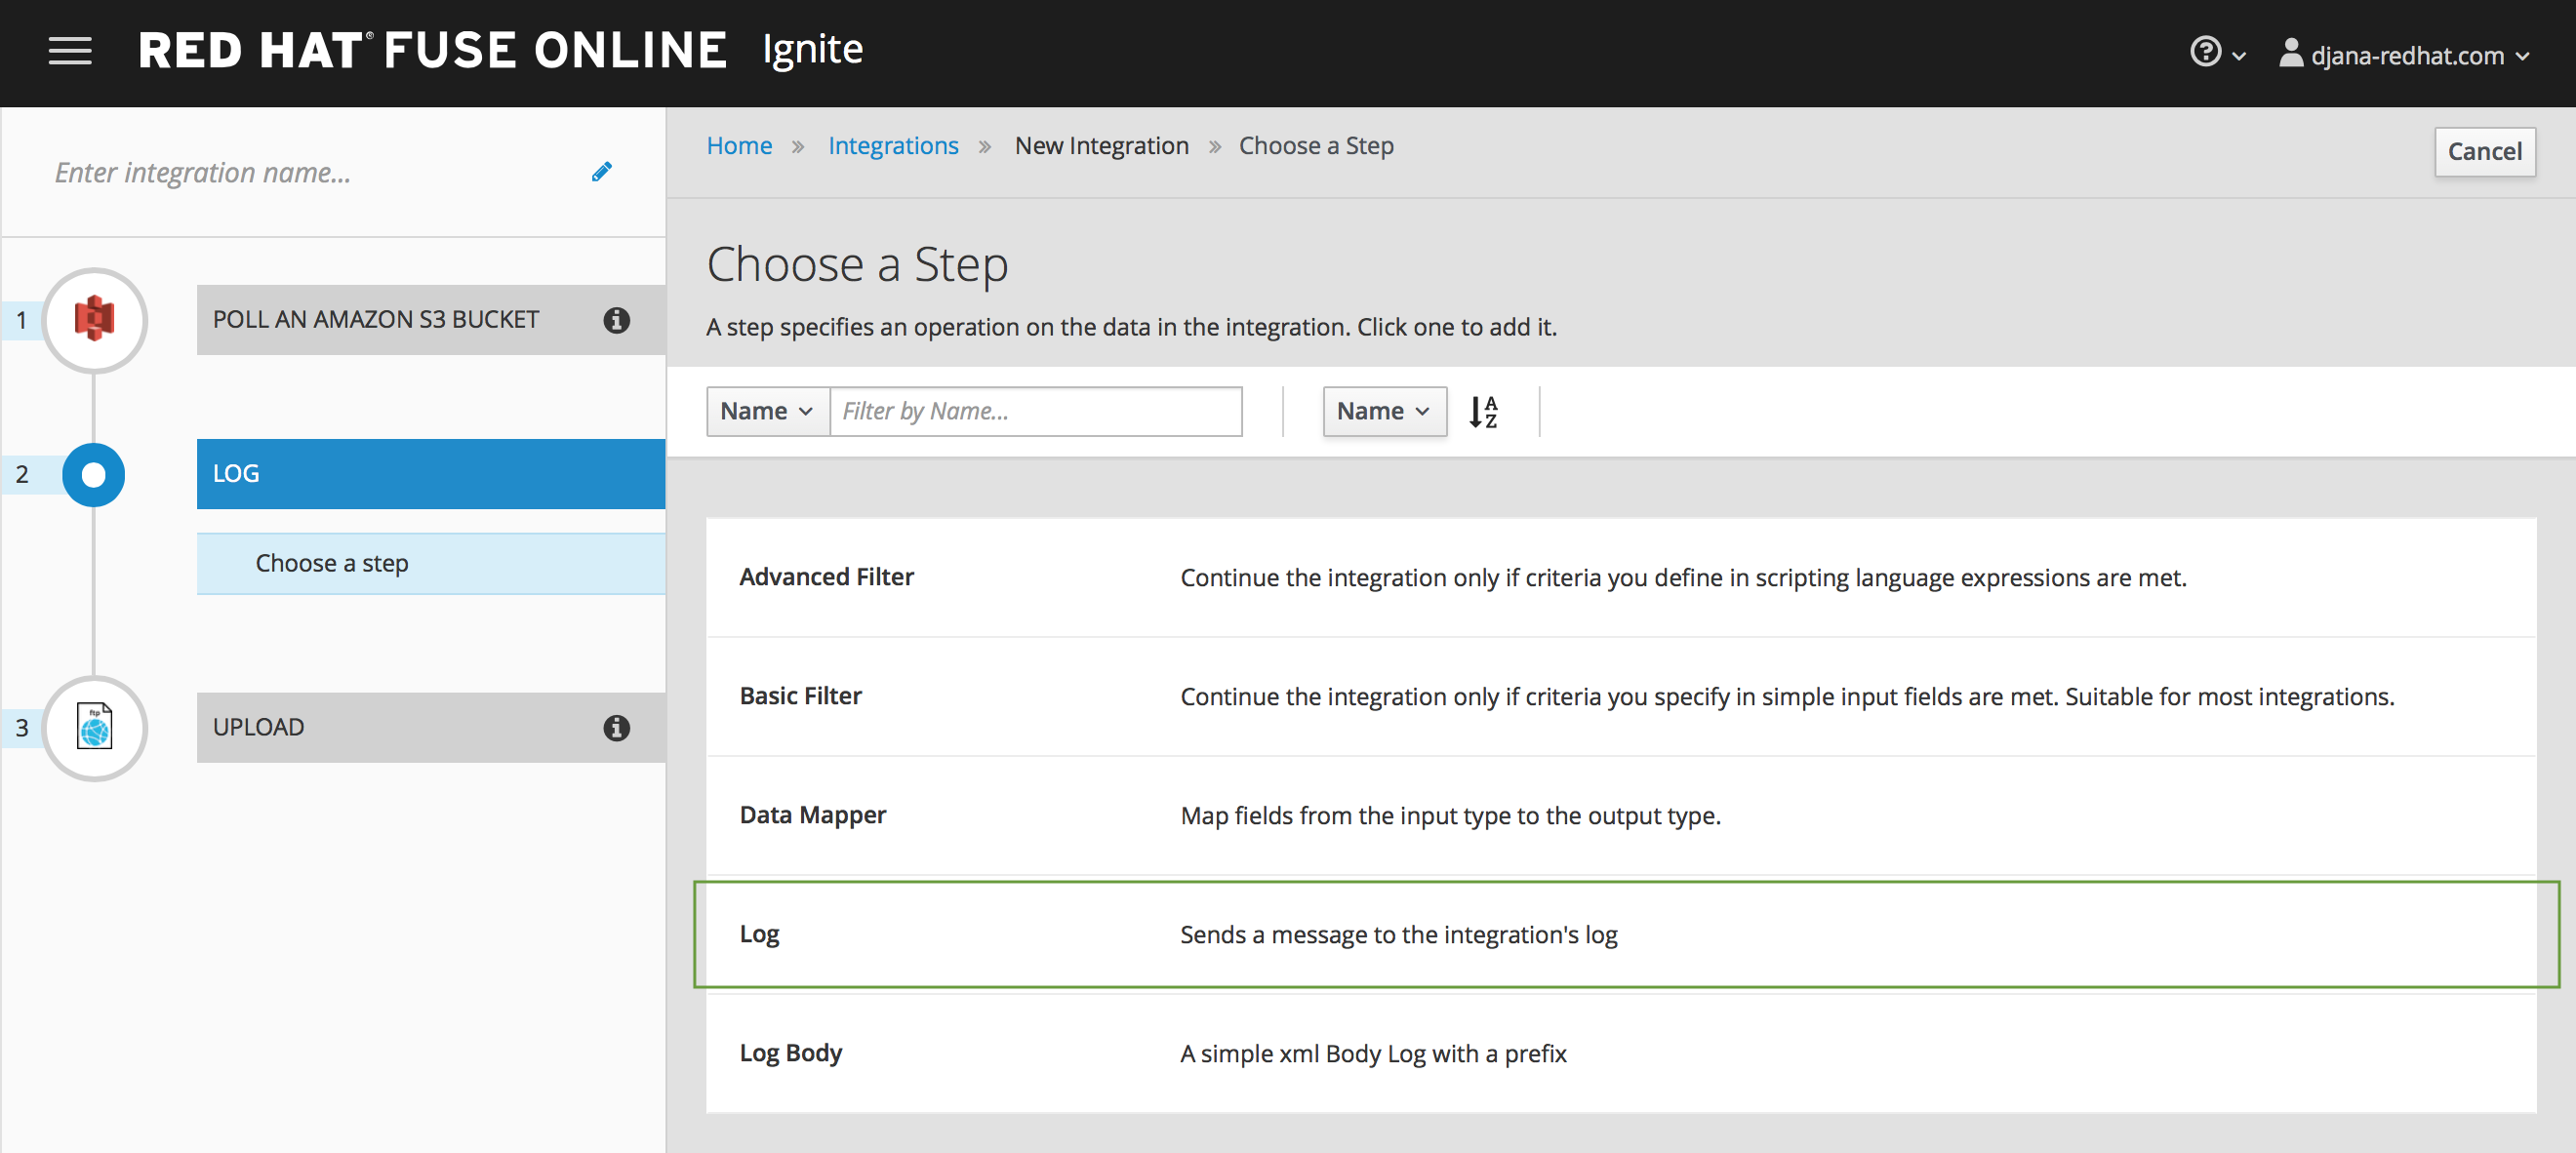 RED HAT® FUSE ONLINE Ignite
djana-redhat.com
Enter integration name...
Home » Integrations » New Integration » Choose a Step
Cancel
1
POLL AN AMAZON S3 BUCKET
2
LOG
Choose a step
3
ftp
UPLOAD
Choose a Step
A step specifies an operation on the data in the integration. Click one to add it.
Name
Filter by Name...
Name
A
Z
Advanced Filter
Continue the integration only if criteria you define in scripting language expressions are met.
Basic Filter
Continue the integration only if criteria you specify in simple input fields are met. Suitable for most integrations.
Data Mapper
Map fields from the input type to the output type.
Log
Sends a message to the integration's log
Log Body
A simple xml Body Log with a prefix